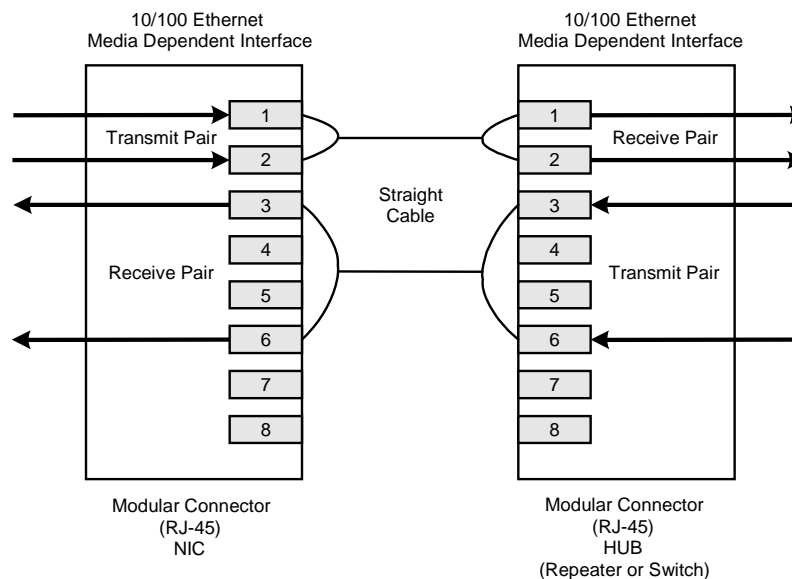 10/100 Ethernet
Media Dependent Interface
1
Transmit Pair
2
3
4
Receive Pair
5
6
7
8
Modular Connector
(RJ-45)
NIC
Straight
Cable
10/100 Ethernet
Media Dependent Interface
1
Receive Pair
2
3
4
Transmit Pair
5
6
7
8
Modular Connector
(RJ-45)
HUB
(Repeater or Switch)